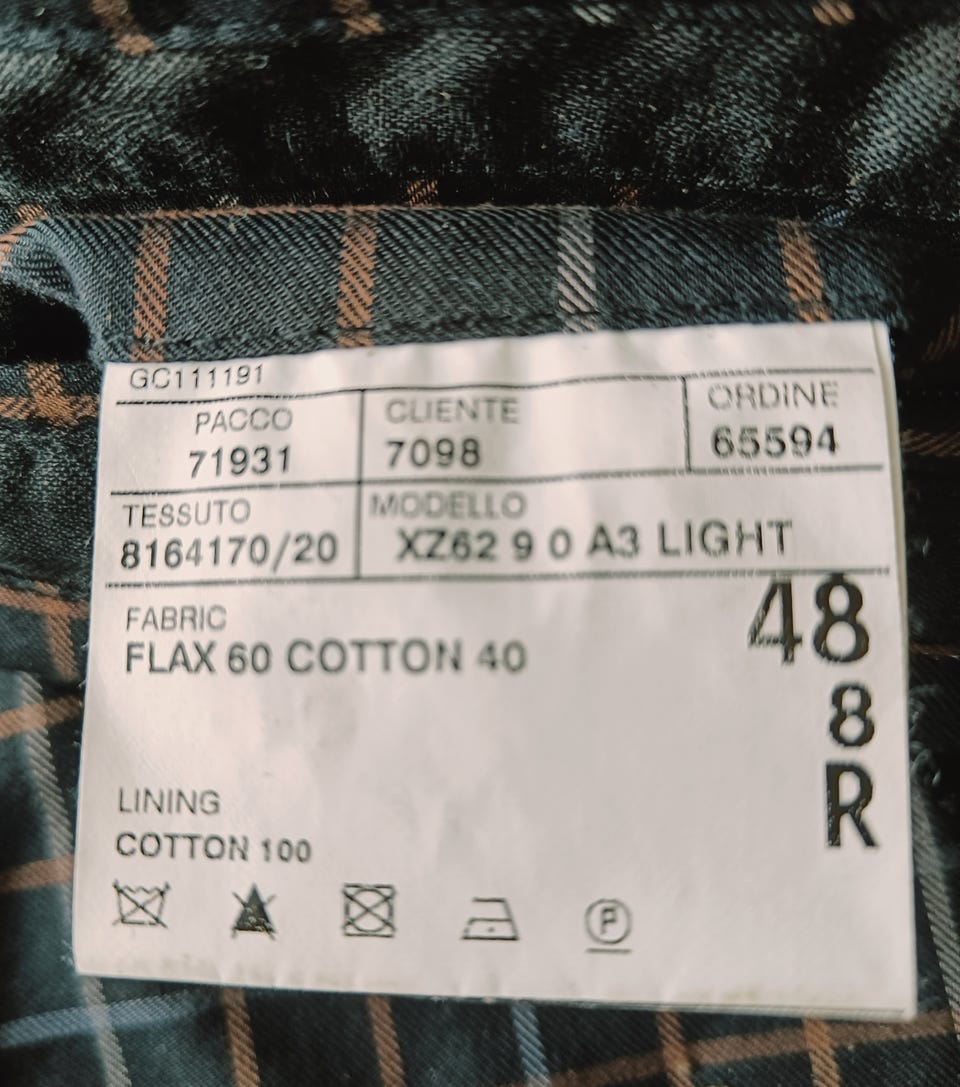 GC111191
PACCO CLIENTE ORDINE
71931 7098 65594
TESSUTO MODELLO
8164170/20 XZ62 9 0 A3 LIGHT
FABRIC
FLAX 60 COTTON 40
48
8
R
LINING
COTTON 100
P